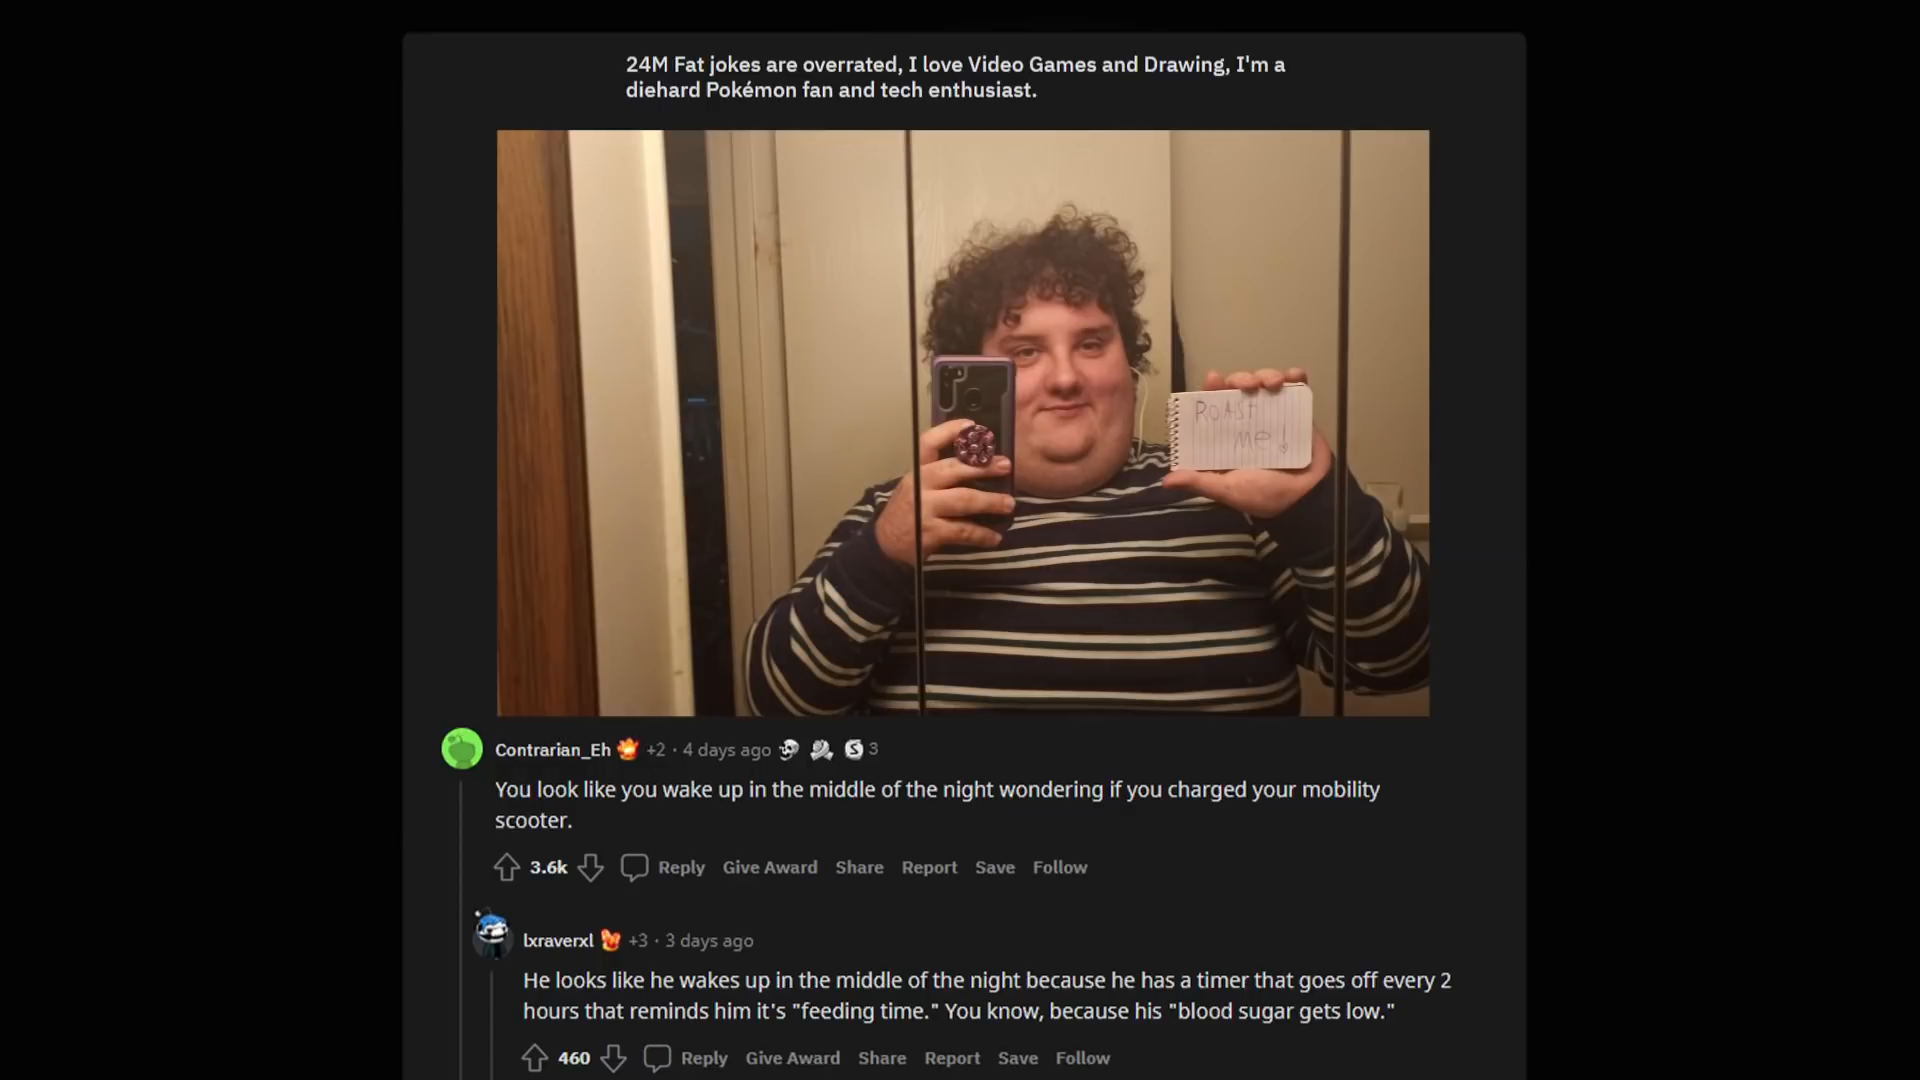 24M Fat jokes are overrated, I love Video Games and Drawing, I'm a
diehard Pokémon fan and tech enthusiast.
ROAST
ME!
Contrarian_Eh +2 · 4 days ago 3
You look like you wake up in the middle of the night wondering if you charged your mobility
scooter.
3.6k Reply Give Award Share Report Save Follow
lxraverxl +3 · 3 days ago
He looks like he wakes up in the middle of the night because he has a timer that goes off every 2
hours that reminds him it's "feeding time." You know, because his "blood sugar gets low."
460 Reply Give Award Share Report Save Follow